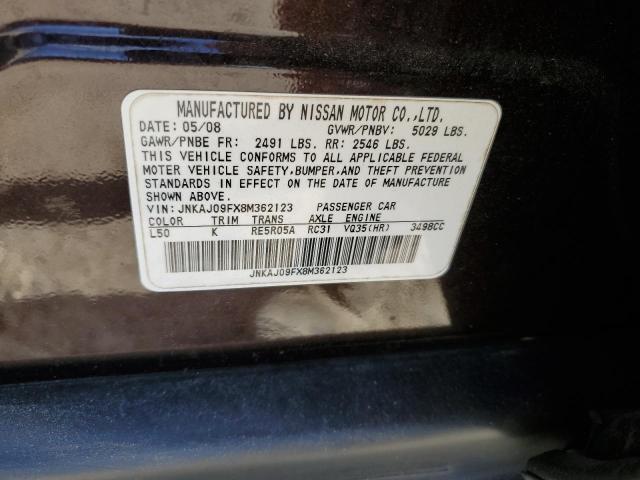 MANUFACTURED BY NISSAN MOTOR CO.,LTD.
DATE: 05/08 GVWR/PNBV: 5029 LBS.
GAWR/PNBE FR: 2491 LBS. RR: 2546 LBS.
THIS VEHICLE CONFORMS TO ALL APPLICABLE FEDERAL
MOTOR VEHICLE SAFETY,BUMPER,AND THEFT PREVENTION
STANDARDS IN EFFECT ON THE DATE OF MANUFACTURE
SHOWN ABOVE.
VIN: JNKAJ09FX8M362123 PASSENGER CAR
COLOR TRIM TRANS AXLE ENGINE
L50 K RE5R05A RC31 VQ35(HR) 3498CC
JNKAJ09FX8M362123